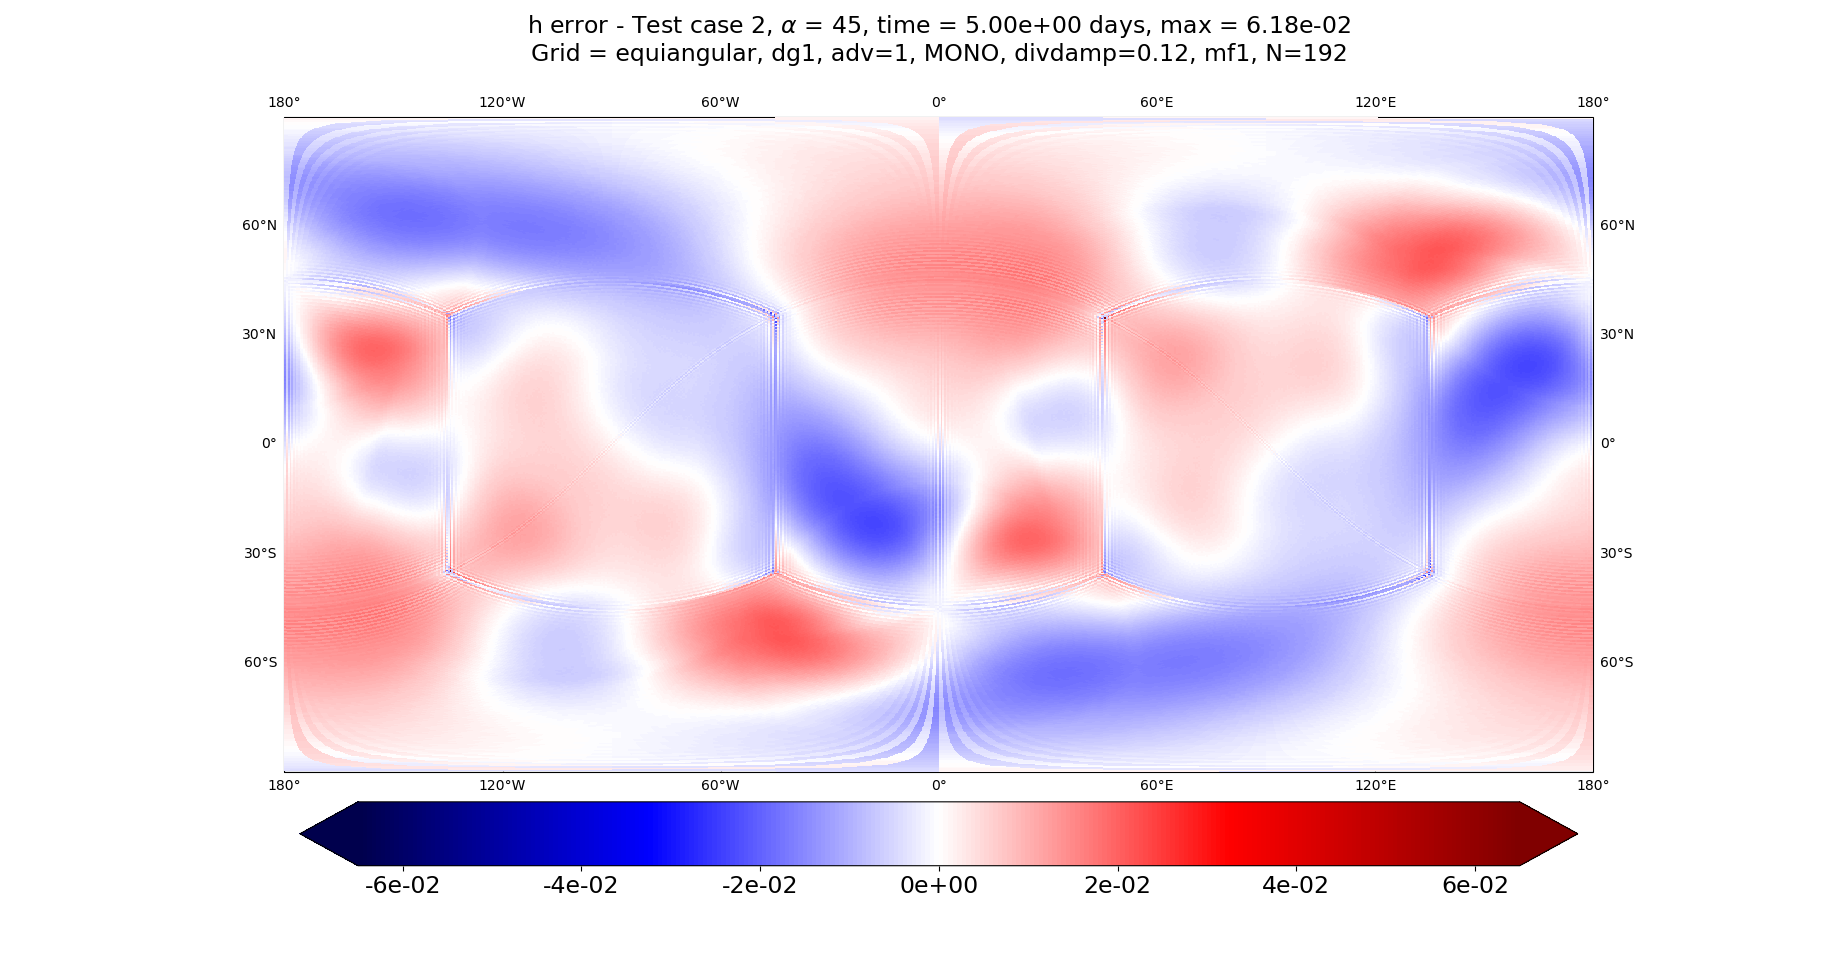 h error - Test case 2, α = 45, time = 5.00e+00 days, max = 6.18e-02
Grid = equiangular, dg1, adv=1, MONO, divdamp=0.12, mf1, N=192
180° 120°W 60°W 0° 60°E 120°E 180°
60°N 60°N
30°N 30°N
0° 0°
30°S 30°S
60°S 60°S
180° 120°W 60°W 0° 60°E 120°E 180°
-6e-02 -4e-02 -2e-02 0e+00 2e-02 4e-02 6e-02